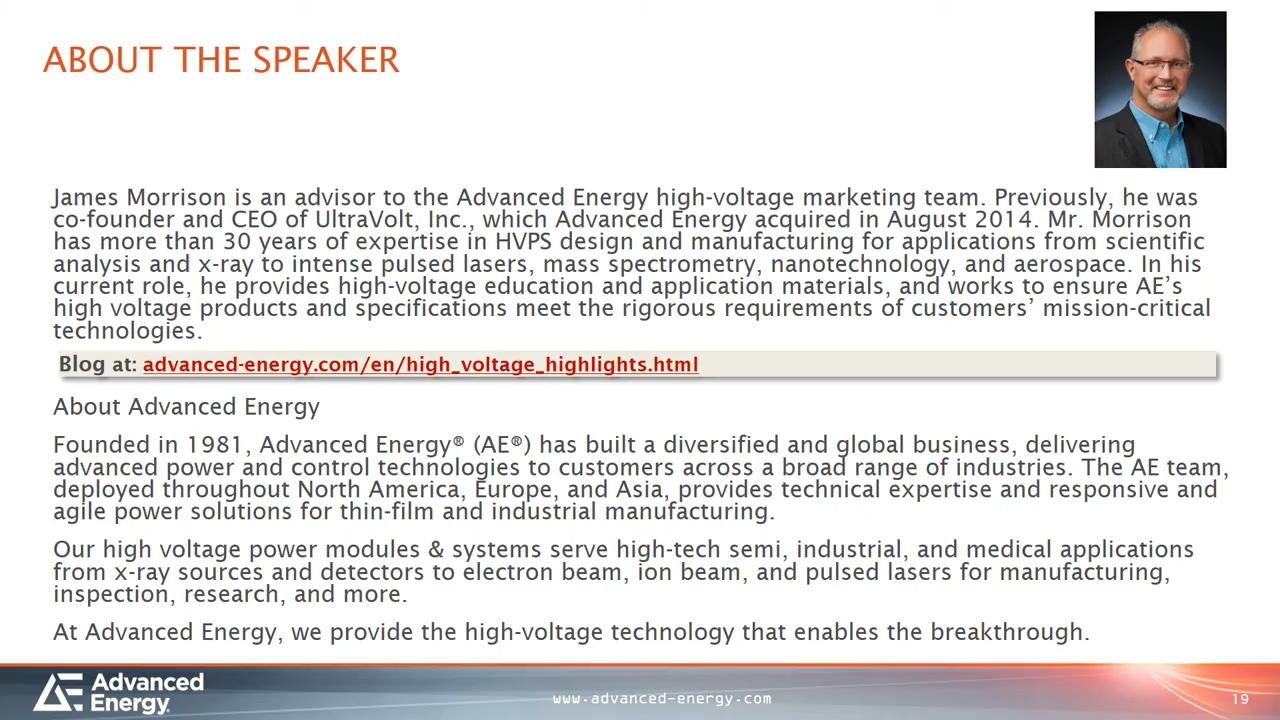 ABOUT THE SPEAKER
James Morrison is an advisor to the Advanced Energy high-voltage marketing team. Previously, he was
co-founder and CEO of UltraVolt, Inc., which Advanced Energy acquired in August 2014. Mr. Morrison
has more than 30 years of expertise in HVPS design and manufacturing for applications from scientific
analysis and x-ray to intense pulsed lasers, mass spectrometry, nanotechnology, and aerospace. In his
current role, he provides high-voltage education and application materials, and works to ensure AE’s
high voltage products and specifications meet the rigorous requirements of customers’ mission-critical
technologies.
Blog at: advanced-energy.com/en/high_voltage_highlights.html
About Advanced Energy
Founded in 1981, Advanced Energy® (AE®) has built a diversified and global business, delivering
advanced power and control technologies to customers across a broad range of industries. The AE team,
deployed throughout North America, Europe, and Asia, provides technical expertise and responsive and
agile power solutions for thin-film and industrial manufacturing.
Our high voltage power modules & systems serve high-tech semi, industrial, and medical applications
from x-ray sources and detectors to electron beam, ion beam, and pulsed lasers for manufacturing,
inspection, research, and more.
At Advanced Energy, we provide the high-voltage technology that enables the breakthrough.
AE Advanced
Energy
www.advanced-energy.com
19